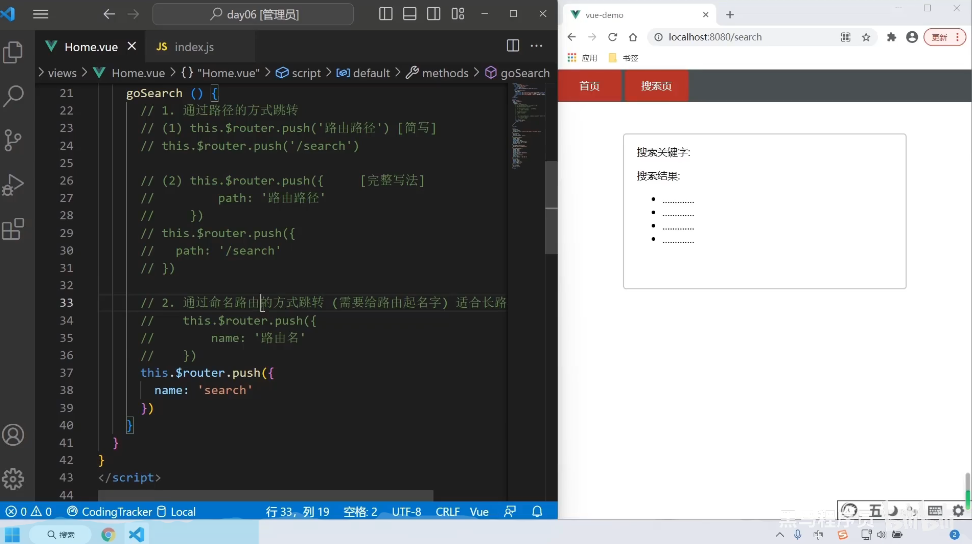 day06 [管理员]
Home.vue
JS index.js
views Home.vue {} "Home.vue" script default methods goSearch
21 goSearch () {
22 // 1. 通过路径的方式跳转
23 // (1) this.$router.push('路由路径') [简写]
24 // this.$router.push('/search')
25
26 // (2) this.$router.push({ [完整写法]
27 // path: '路由路径'
28 // })
29 // this.$router.push({
30 // path: '/search'
31 // })
32
33 // 2. 通过命名路由的方式跳转 (需要给路由起名字) 适合长路
34 // this.$router.push({
35 // name: '路由名'
36 // })
37 this.$router.push({
38 name: 'search'
39 })
40 }
41 }
42 }
43 </script>
44
0 0 CodingTracker Local 行 33，列 19 空格: 2 UTF-8 CRLF Vue
vue-demo
localhost:8080/search
更新
应用 书签
首页 搜索页
搜索关键字:
搜索结果:
.............
.............
.............
.............
五
搜索
2